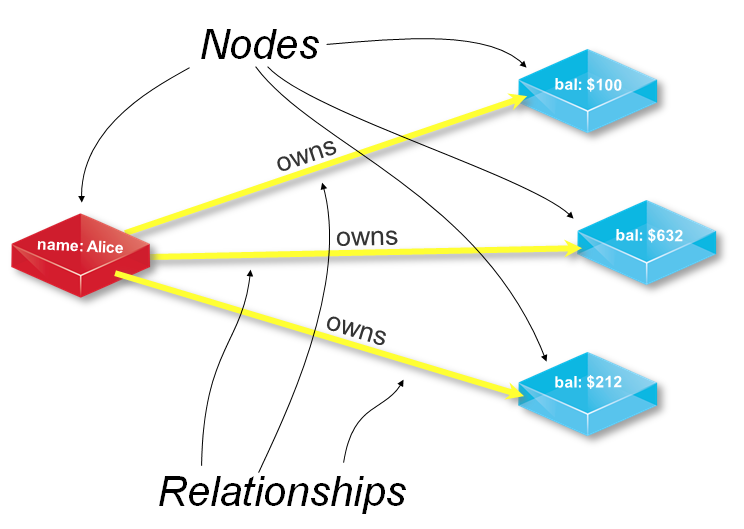 Nodes
bal: $100
owns
name: Alice
owns
bal: $632
owns
bal: $212
Relationships